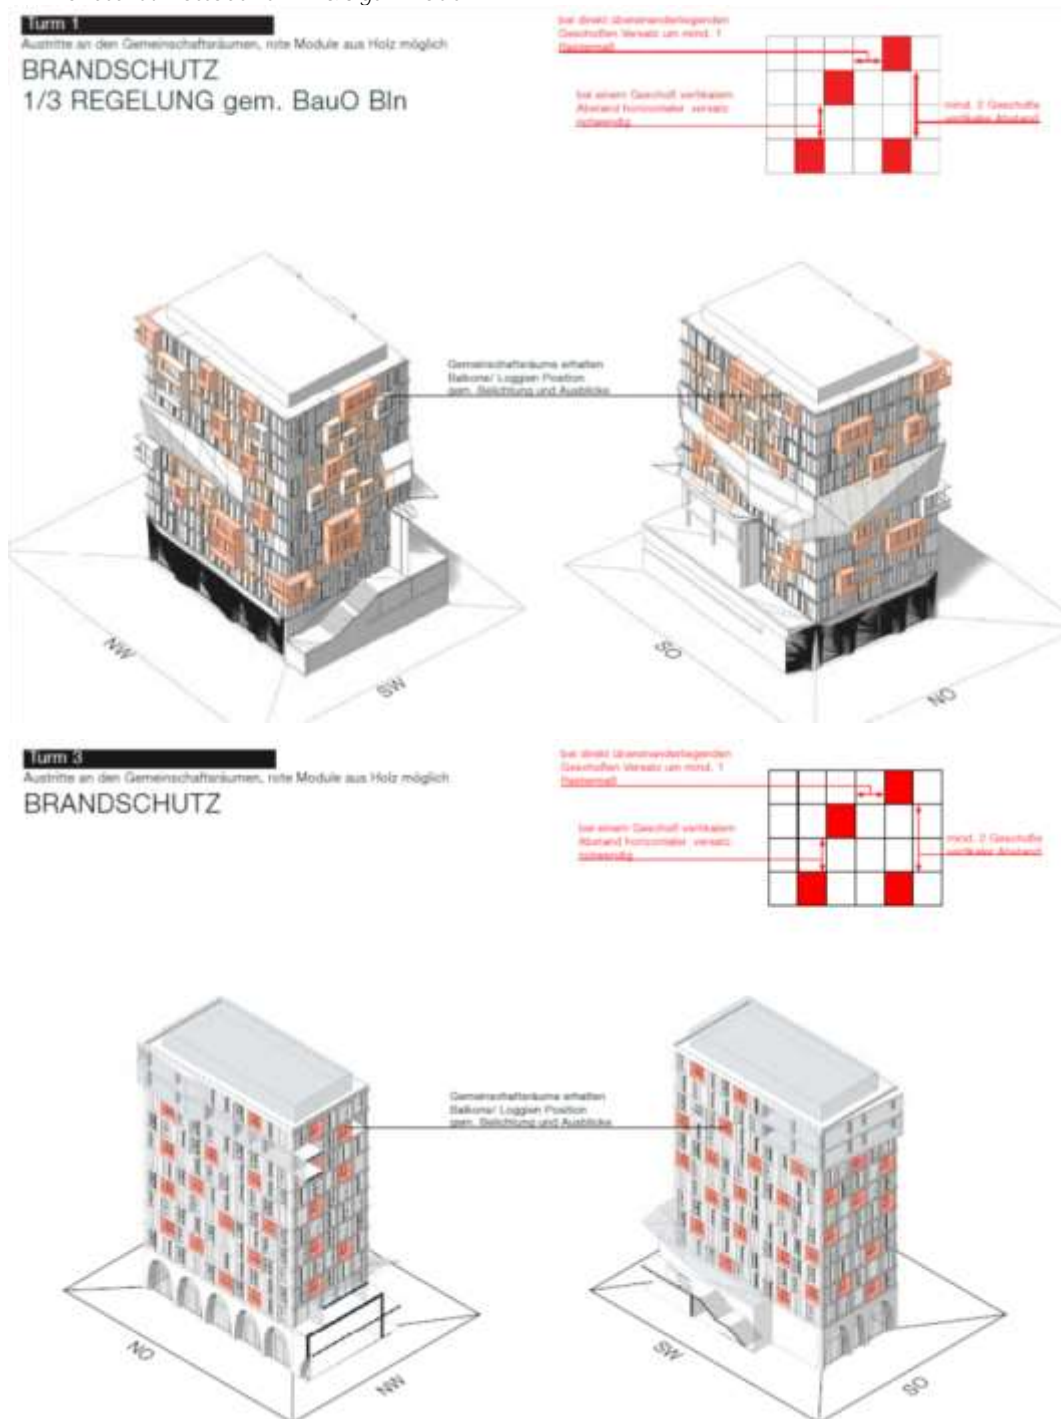 Turm 1
Austritte an den Gemeinschaftsräumen, rote Module aus Holz möglich
BRANDSCHUTZ
1/3 REGELUNG gem. BauO Bln
bei direkt übereinanderliegenden
Geschoßen Versatz um mind. 1
Rastermaß
bei einem Geschoß vertikalem
Abstand horizontaler versatz
notwendig
mind. 2 Geschoße
vertikaler Abstand
Gemeinschaftsräume erhalten
Balkone/ Loggien Position
gem. Belichtung und Ausblicke
NW
SW
SO
NO
Turm 3
Austritte an den Gemeinschaftsräumen, rote Module aus Holz möglich
BRANDSCHUTZ
bei direkt übereinanderliegenden
Geschoßen Versatz um mind. 1
Rastermaß
bei einem Geschoß vertikalem
Abstand horizontaler versatz
notwendig
mind. 2 Geschoße
vertikaler Abstand
Gemeinschaftsräume erhalten
Balkone/ Loggien Position
gem. Belichtung und Ausblicke
NO
NW
SW
SO